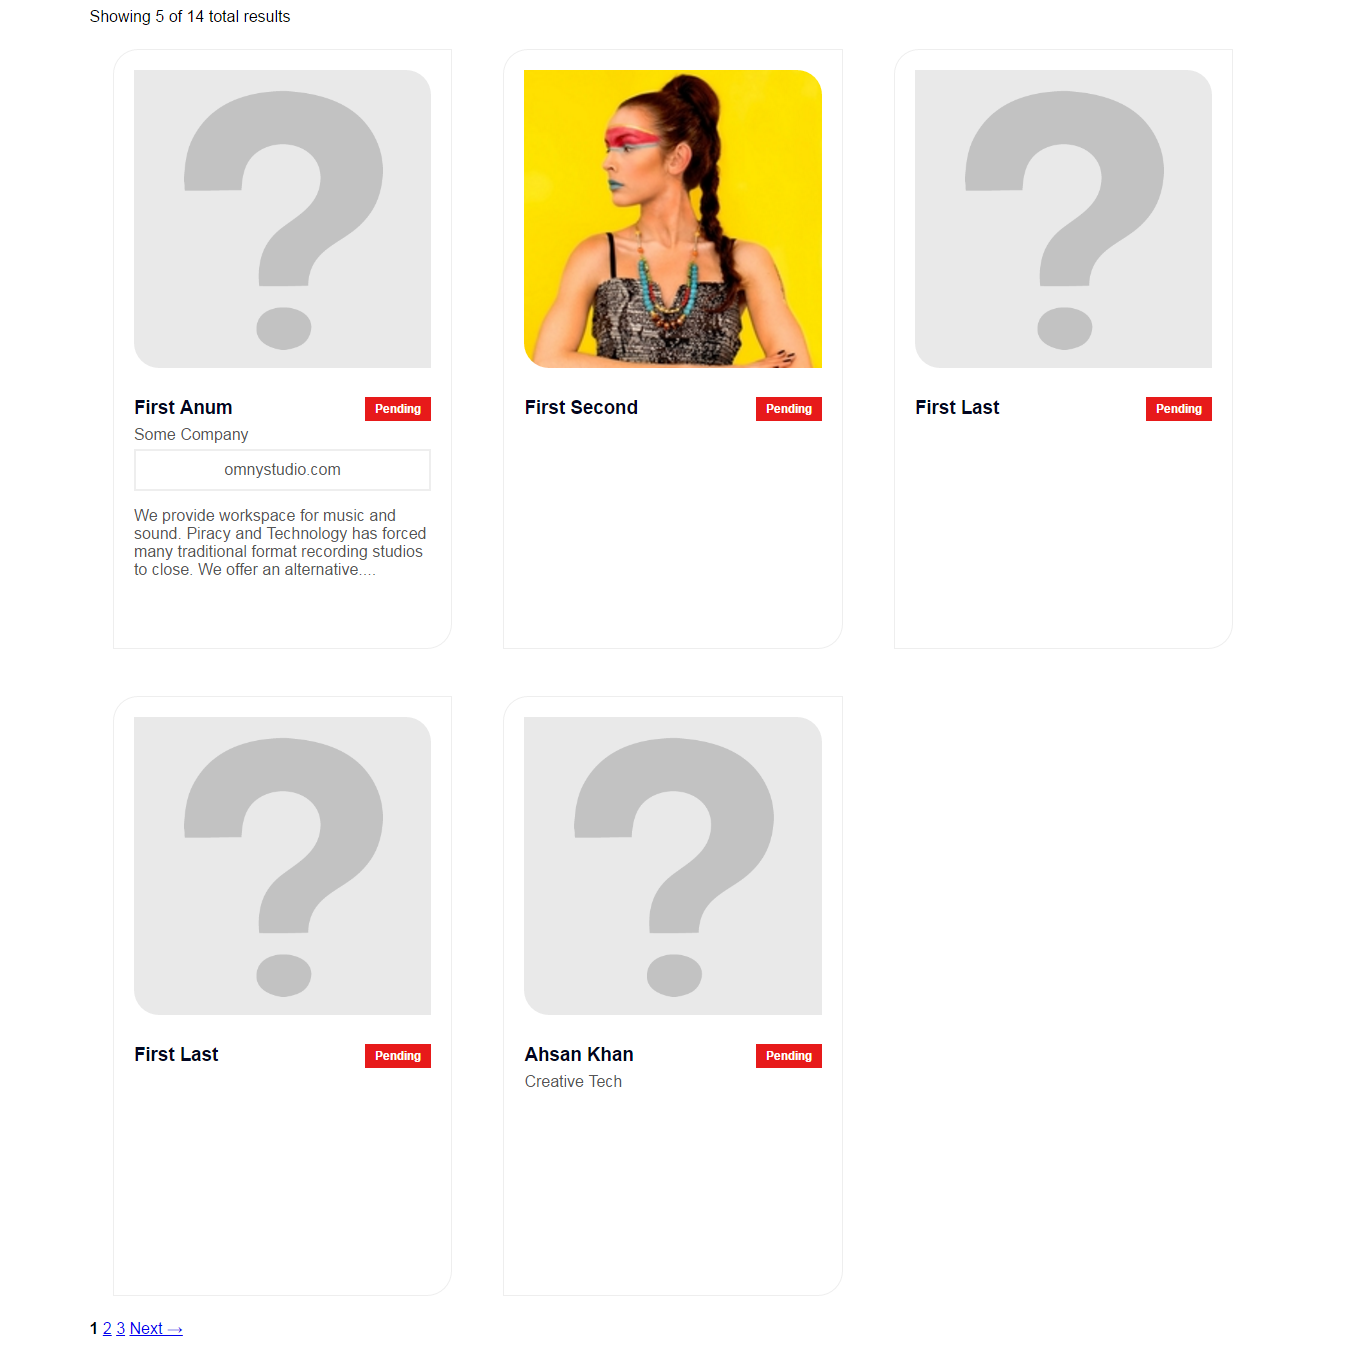 Showing 5 of 14 total results
First Anum
Pending
Some Company
omnystudio.com
We provide workspace for music and
sound. Piracy and Technology has forced
many traditional format recording studios
to close. We offer an alternative....
First Second
Pending
First Last
Pending
First Last
Pending
Ahsan Khan
Pending
Creative Tech
1 2 3 Next →